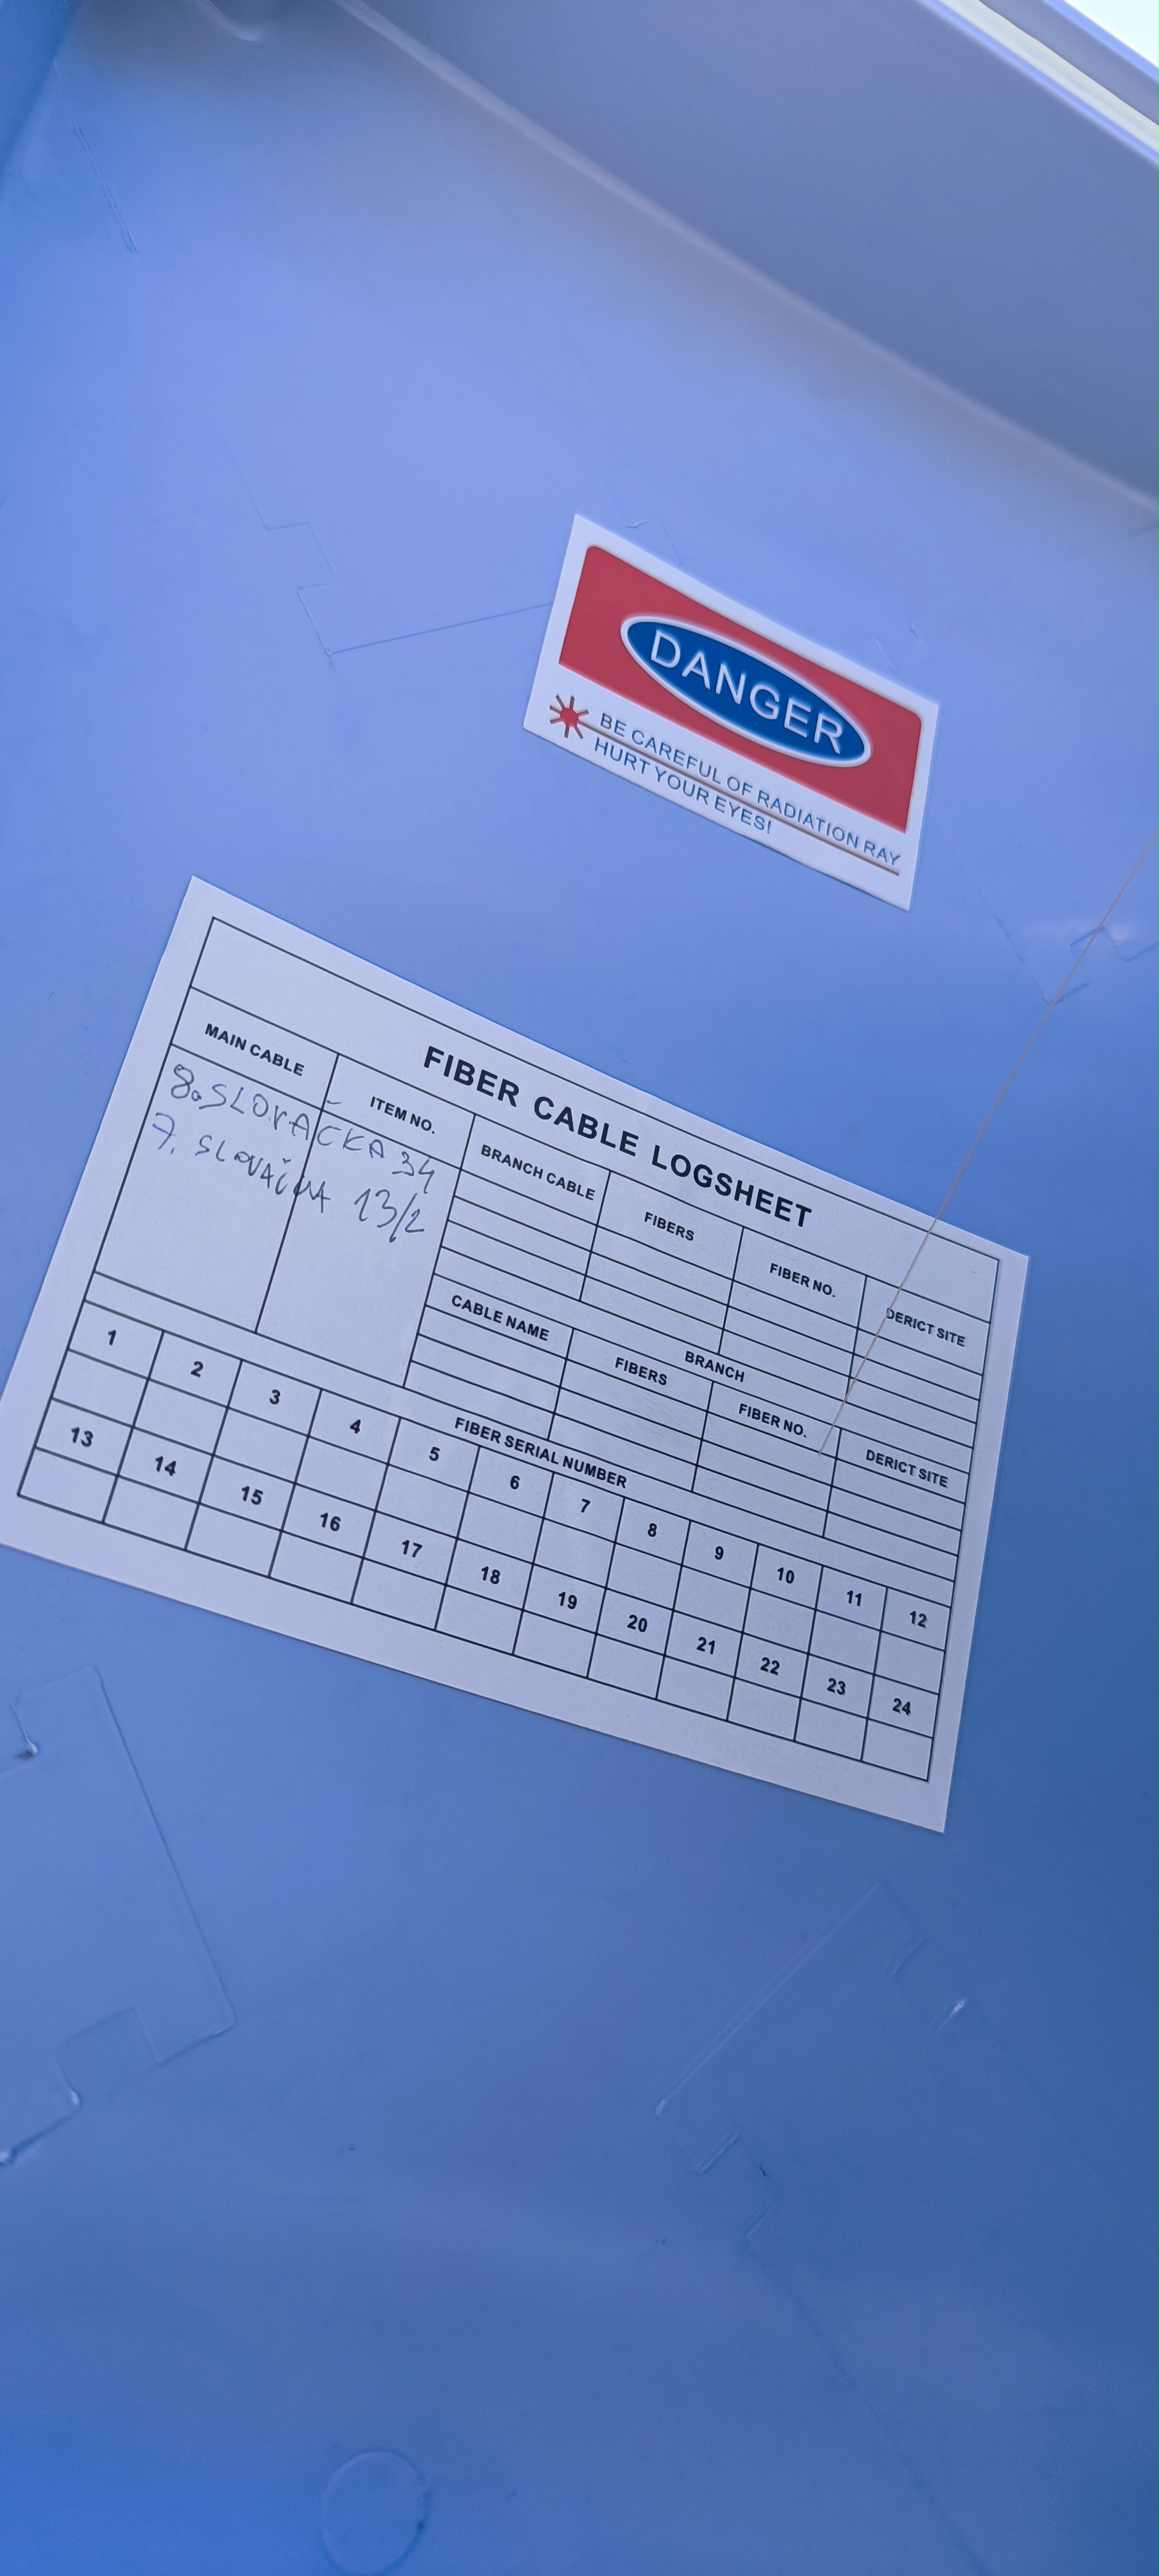 DANGER
BE CAREFUL OF RADIATION RAY
HURT YOUR EYES!
FIBER CABLE LOGSHEET
MAIN CABLE ITEM NO. BRANCH CABLE FIBERS FIBER NO. DERICT SITE
8. SLOVAČKA 34
7. SLOVAČKA 13/2
BRANCH
CABLE NAME FIBERS FIBER NO. DERICT SITE
FIBER SERIAL NUMBER
1 2 3 4 5 6 7 8 9 10 11 12
13 14 15 16 17 18 19 20 21 22 23 24